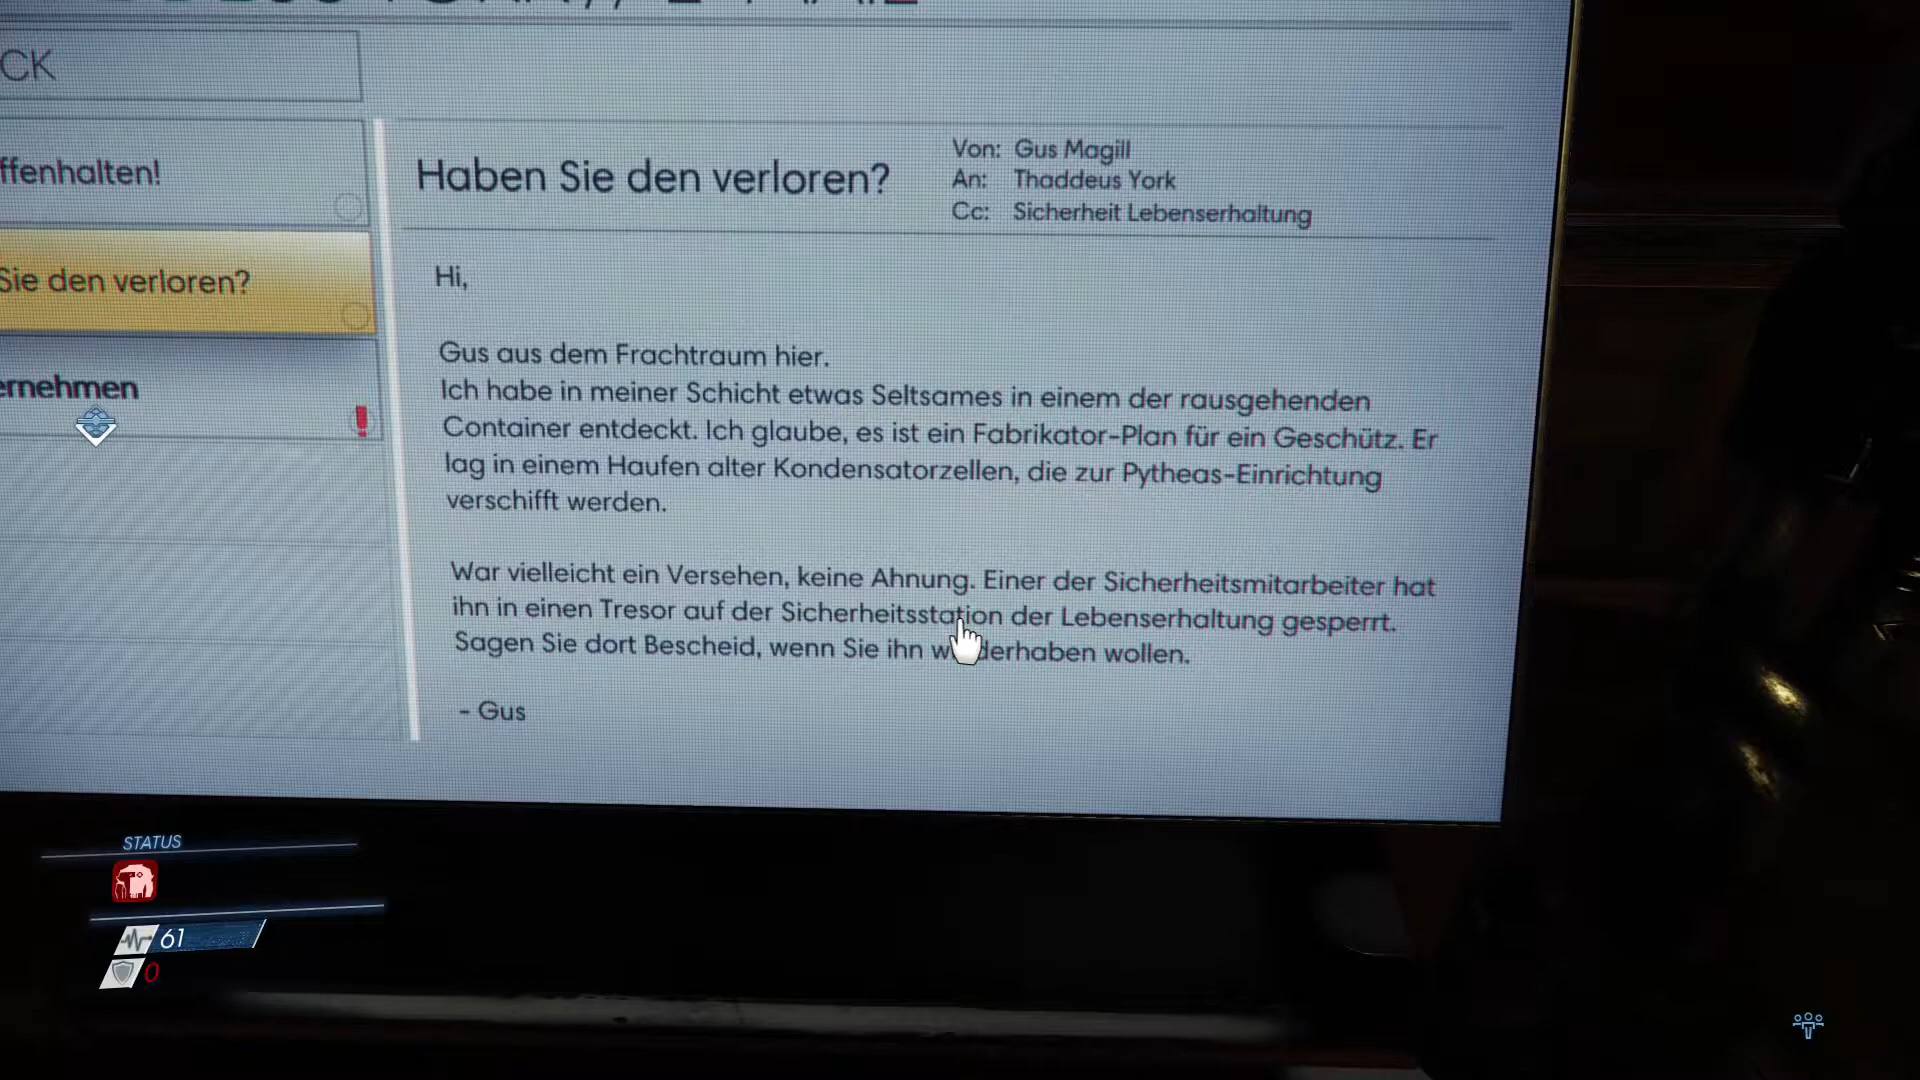 CK
ffenhalten!
Sie den verloren?
ernehmen
Haben Sie den verloren?
Von: Gus Magill
An: Thaddeus York
Cc: Sicherheit Lebenserhaltung
Hi,
Gus aus dem Frachtraum hier.
Ich habe in meiner Schicht etwas Seltsames in einem der rausgehenden
Container entdeckt. Ich glaube, es ist ein Fabrikator-Plan für ein Geschütz. Er
lag in einem Haufen alter Kondensatorzellen, die zur Pytheas-Einrichtung
verschifft werden.
War vielleicht ein Versehen, keine Ahnung. Einer der Sicherheitsmitarbeiter hat
ihn in einen Tresor auf der Sicherheitsstation der Lebenserhaltung gesperrt.
Sagen Sie dort Bescheid, wenn Sie ihn wiederhaben wollen.
- Gus
STATUS
61
0